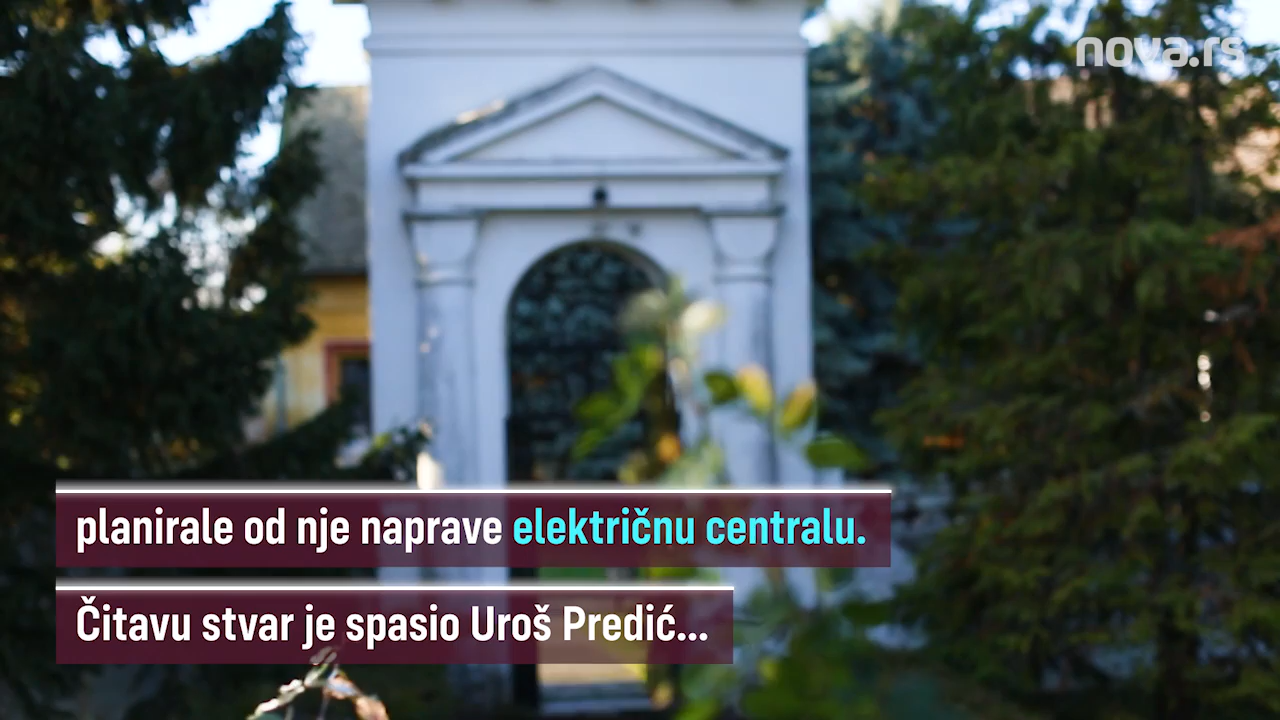 nova.rs
planirale od nje naprave električnu centralu.
Čitavu stvar je spasio Uroš Predić...